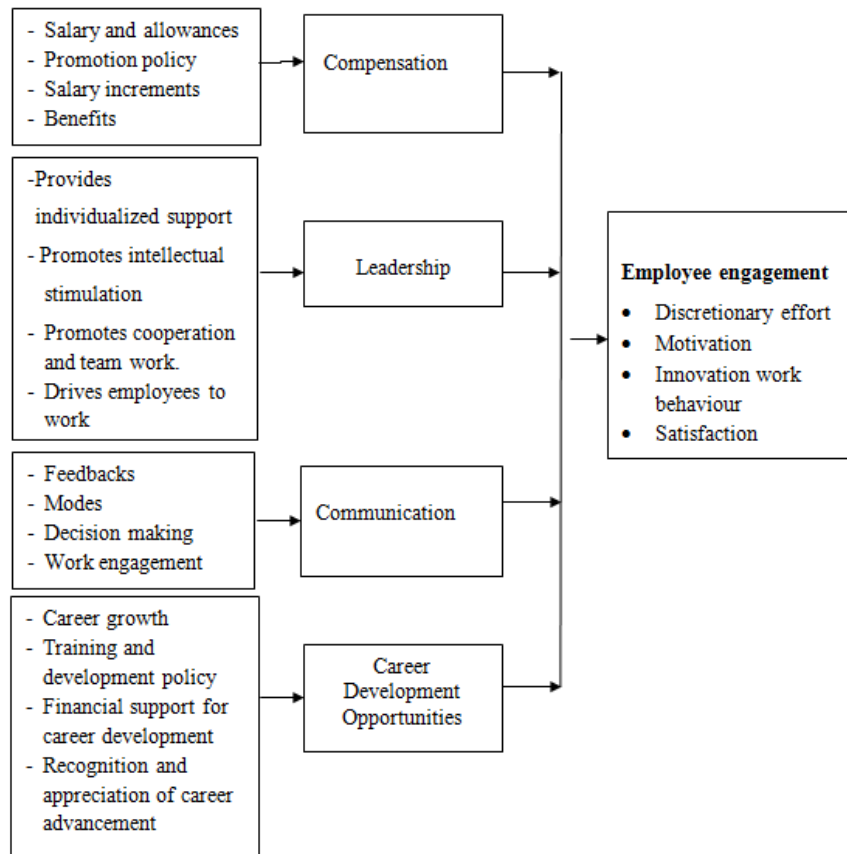 - Salary and allowances
- Promotion policy
- Salary increments
- Benefits
Compensation
-Provides
individualized support
- Promotes intellectual
stimulation
- Promotes cooperation
and team work.
- Drives employees to
work
Leadership
Employee engagement
• Discretionary effort
• Motivation
• Innovation work
behaviour
• Satisfaction
- Feedbacks
- Modes
- Decision making
- Work engagement
Communication
- Career growth
- Training and
development policy
- Financial support for
career development
- Recognition and
appreciation of career
advancement
Career
Development
Opportunities